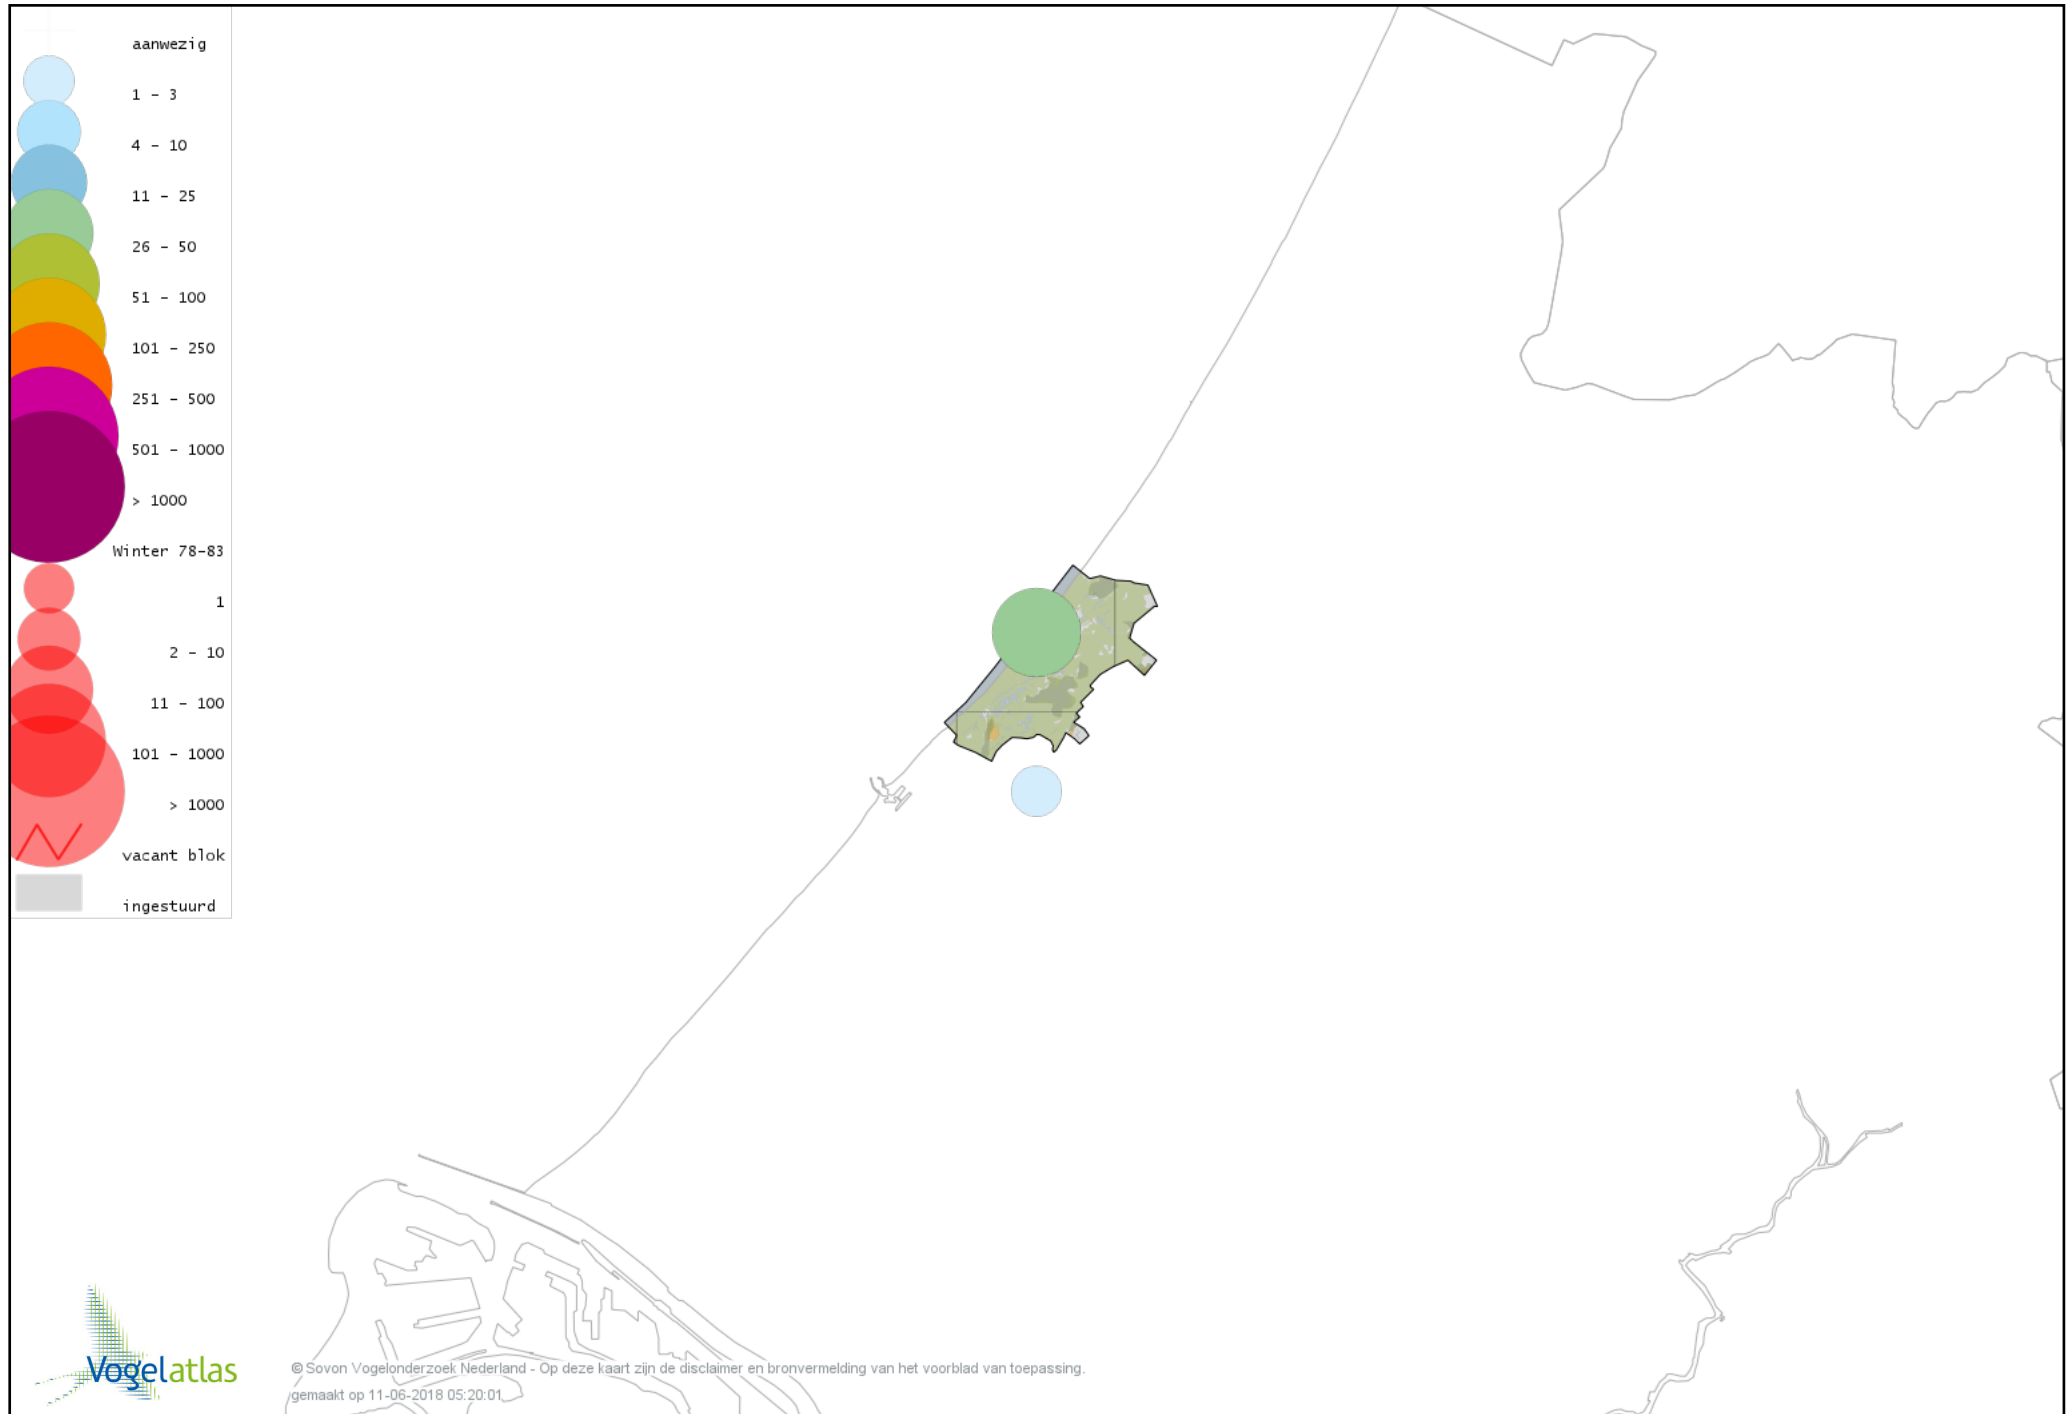 aanwezig
1 - 3
4 - 10
11 - 25
26 - 50
51 - 100
101 - 250
251 - 500
501 - 1000
> 1000
Winter 78-83
1
2 - 10
11 - 100
101 - 1000
> 1000
vacant blok
ingestuurd
Vogelatlas
© Sovon Vogelonderzoek Nederland - Op deze kaart zijn de disclaimer en bronvermelding van het voorblad van toepassing.
gemaakt op 11-06-2018 05:20:01